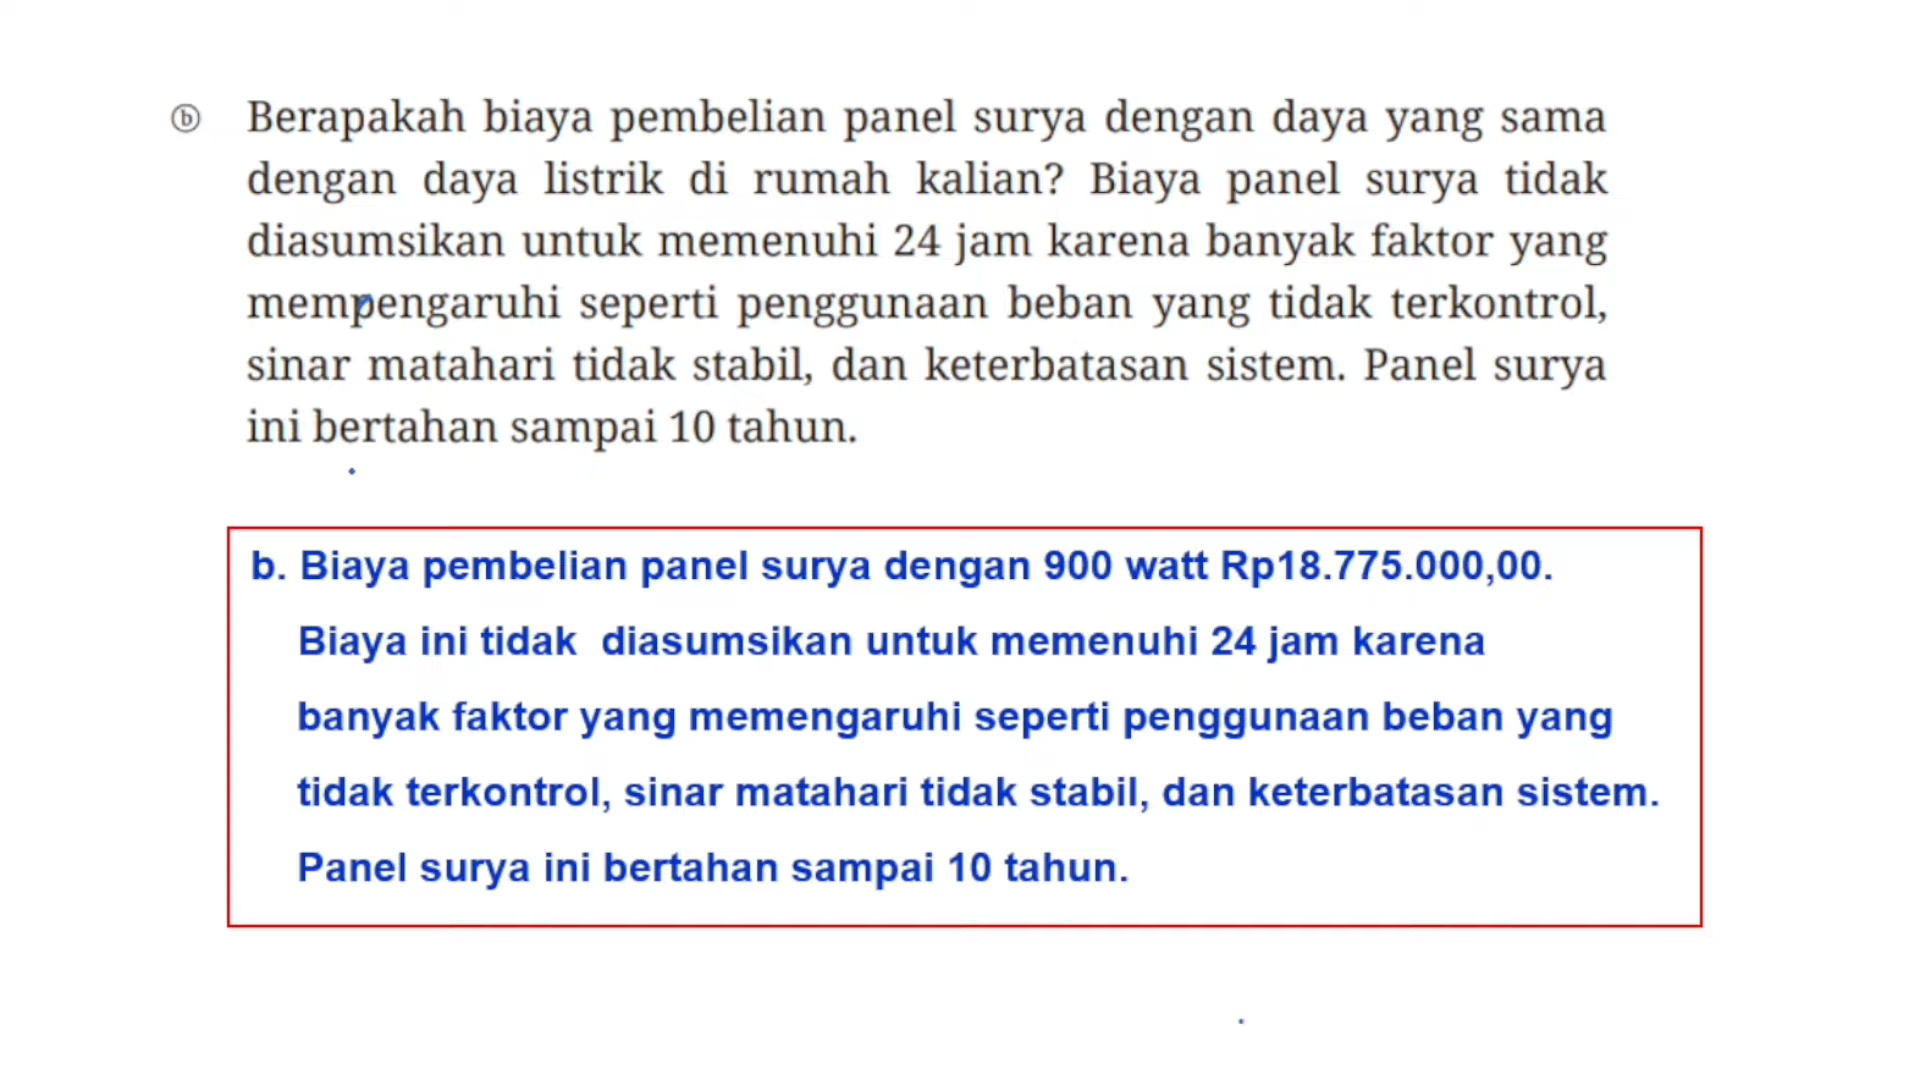 ⓑ Berapakah biaya pembelian panel surya dengan daya yang sama
dengan daya listrik di rumah kalian? Biaya panel surya tidak
diasumsikan untuk memenuhi 24 jam karena banyak faktor yang
mempengaruhi seperti penggunaan beban yang tidak terkontrol,
sinar matahari tidak stabil, dan keterbatasan sistem. Panel surya
ini bertahan sampai 10 tahun.
b. Biaya pembelian panel surya dengan 900 watt Rp18.775.000,00.
Biaya ini tidak diasumsikan untuk memenuhi 24 jam karena
banyak faktor yang memengaruhi seperti penggunaan beban yang
tidak terkontrol, sinar matahari tidak stabil, dan keterbatasan sistem.
Panel surya ini bertahan sampai 10 tahun.